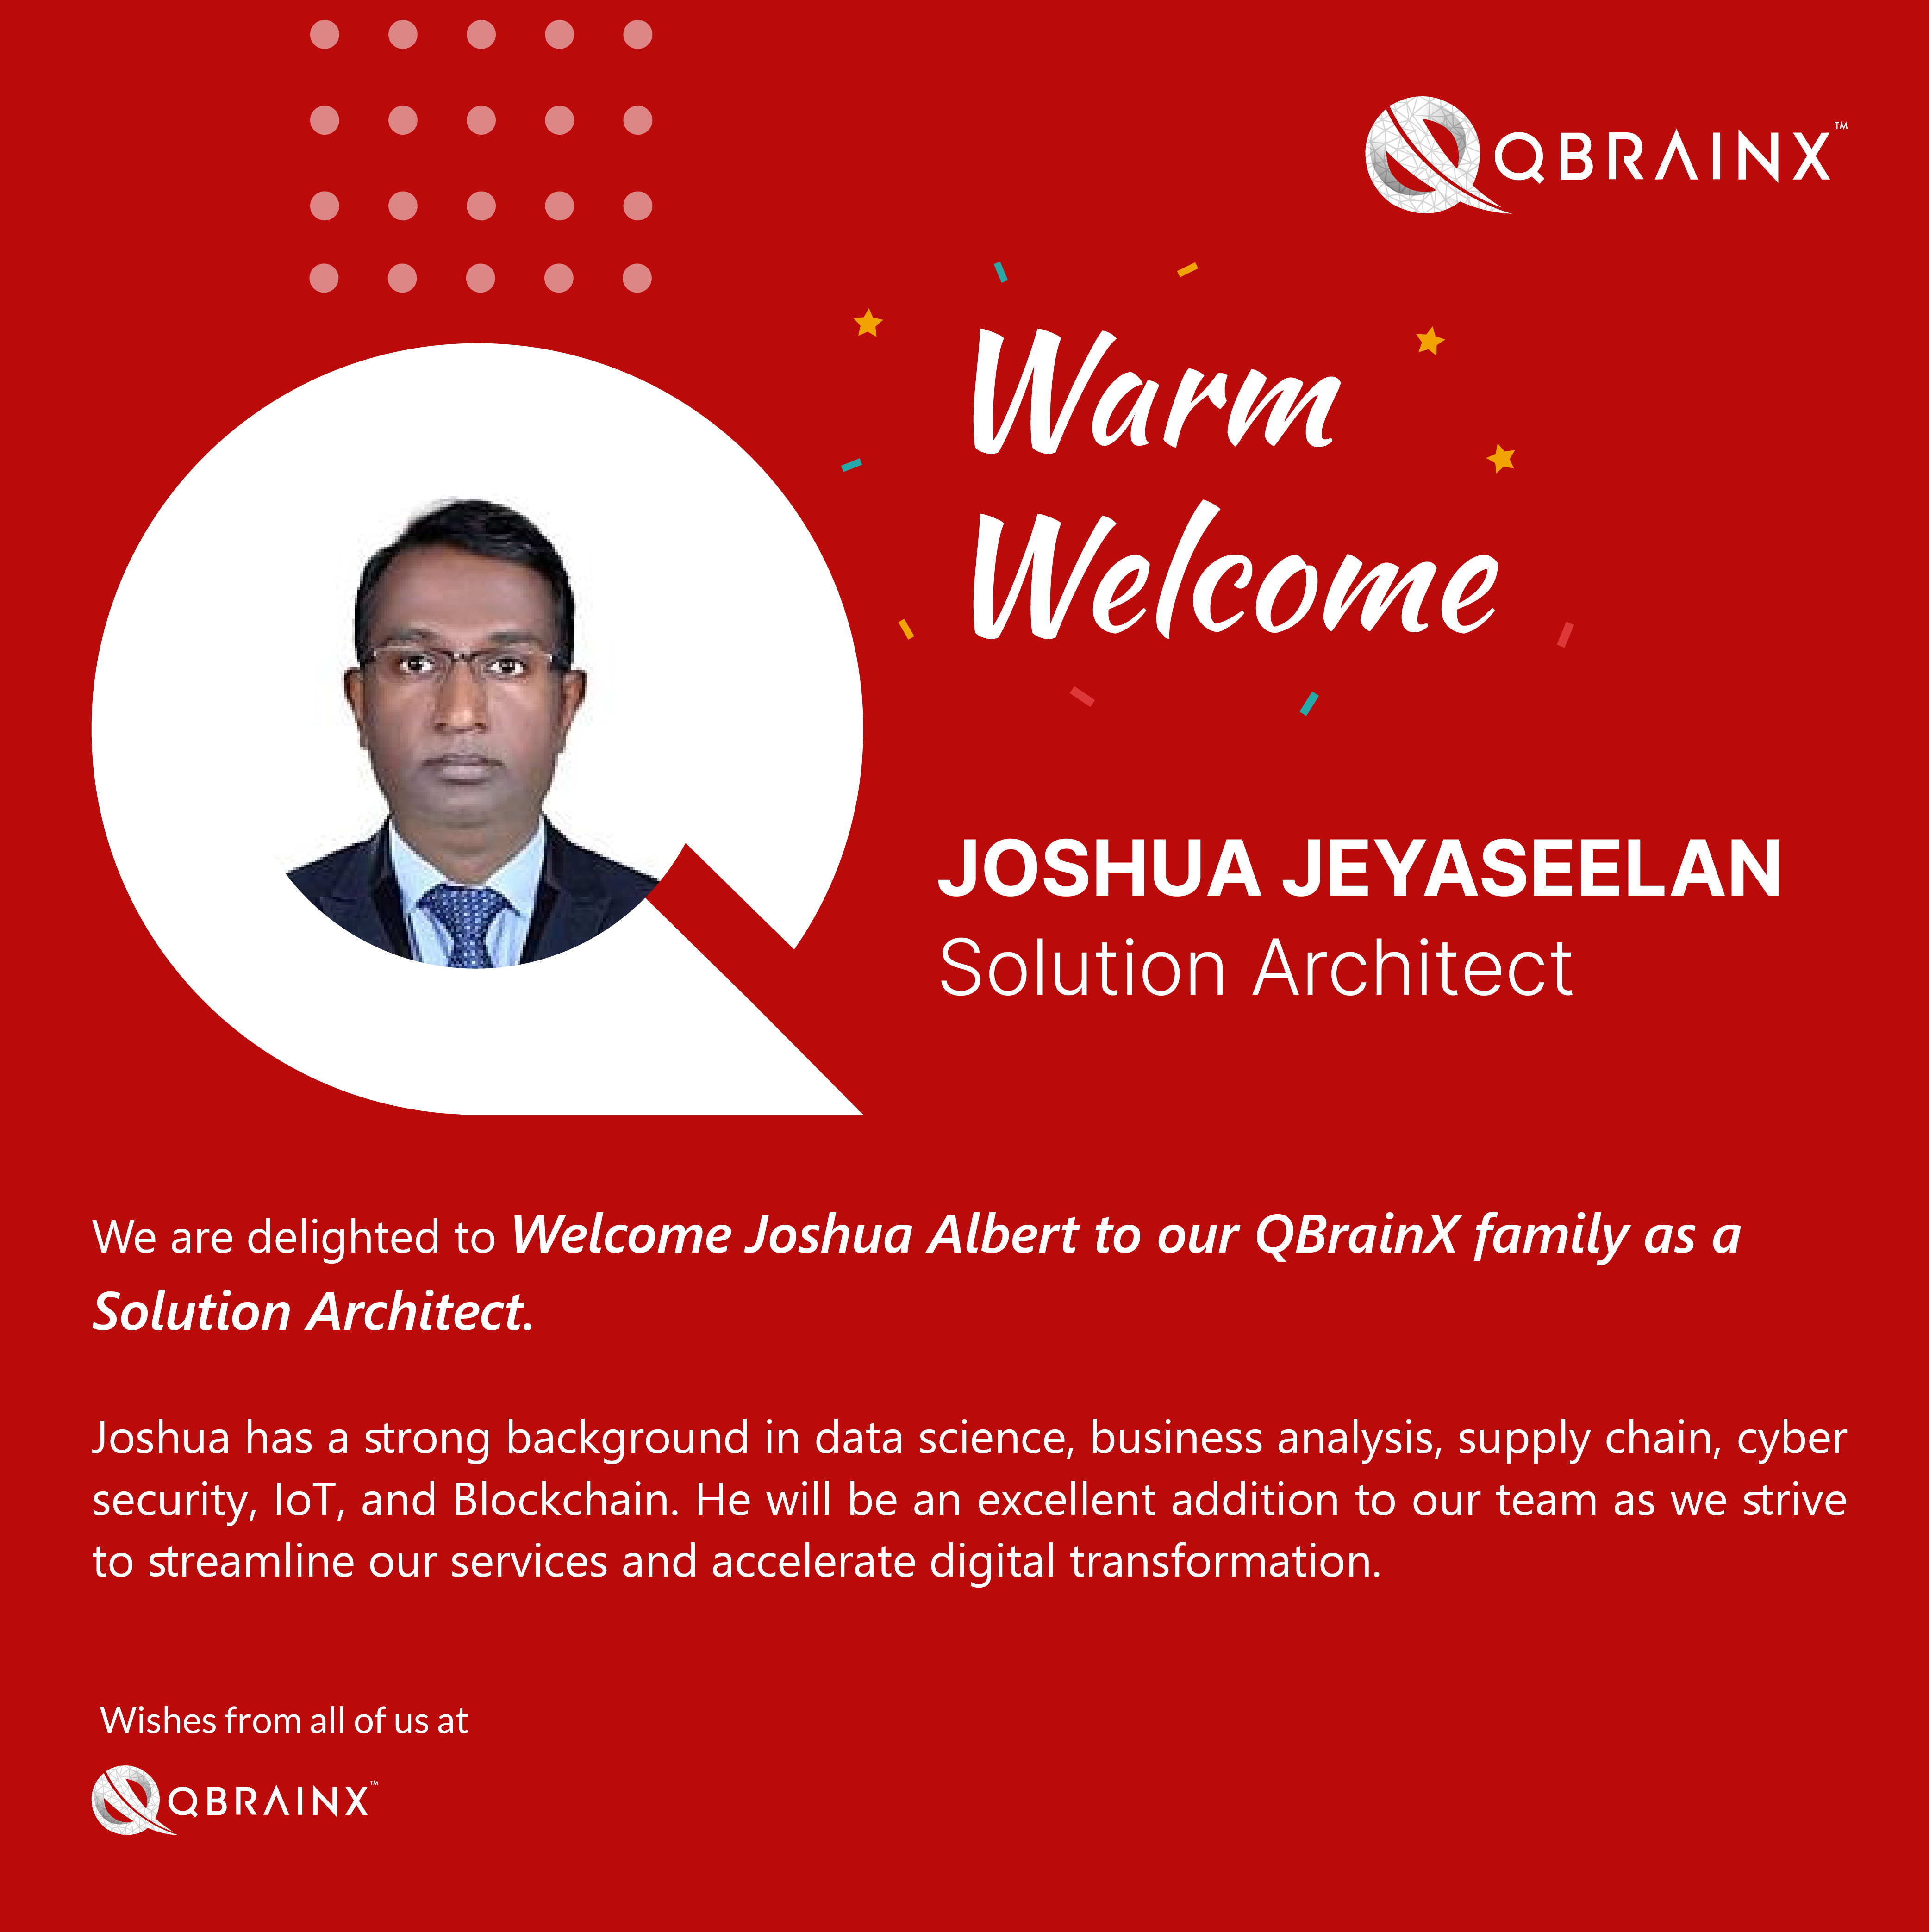 QBRAINX™
Warm
Welcome
JOSHUA JEYASEELAN
Solution Architect
We are delighted to Welcome Joshua Albert to our QBrainX family as a
Solution Architect.
Joshua has a strong background in data science, business analysis, supply chain, cyber
security, IoT, and Blockchain. He will be an excellent addition to our team as we strive
to streamline our services and accelerate digital transformation.
Wishes from all of us at
QBRAINX™